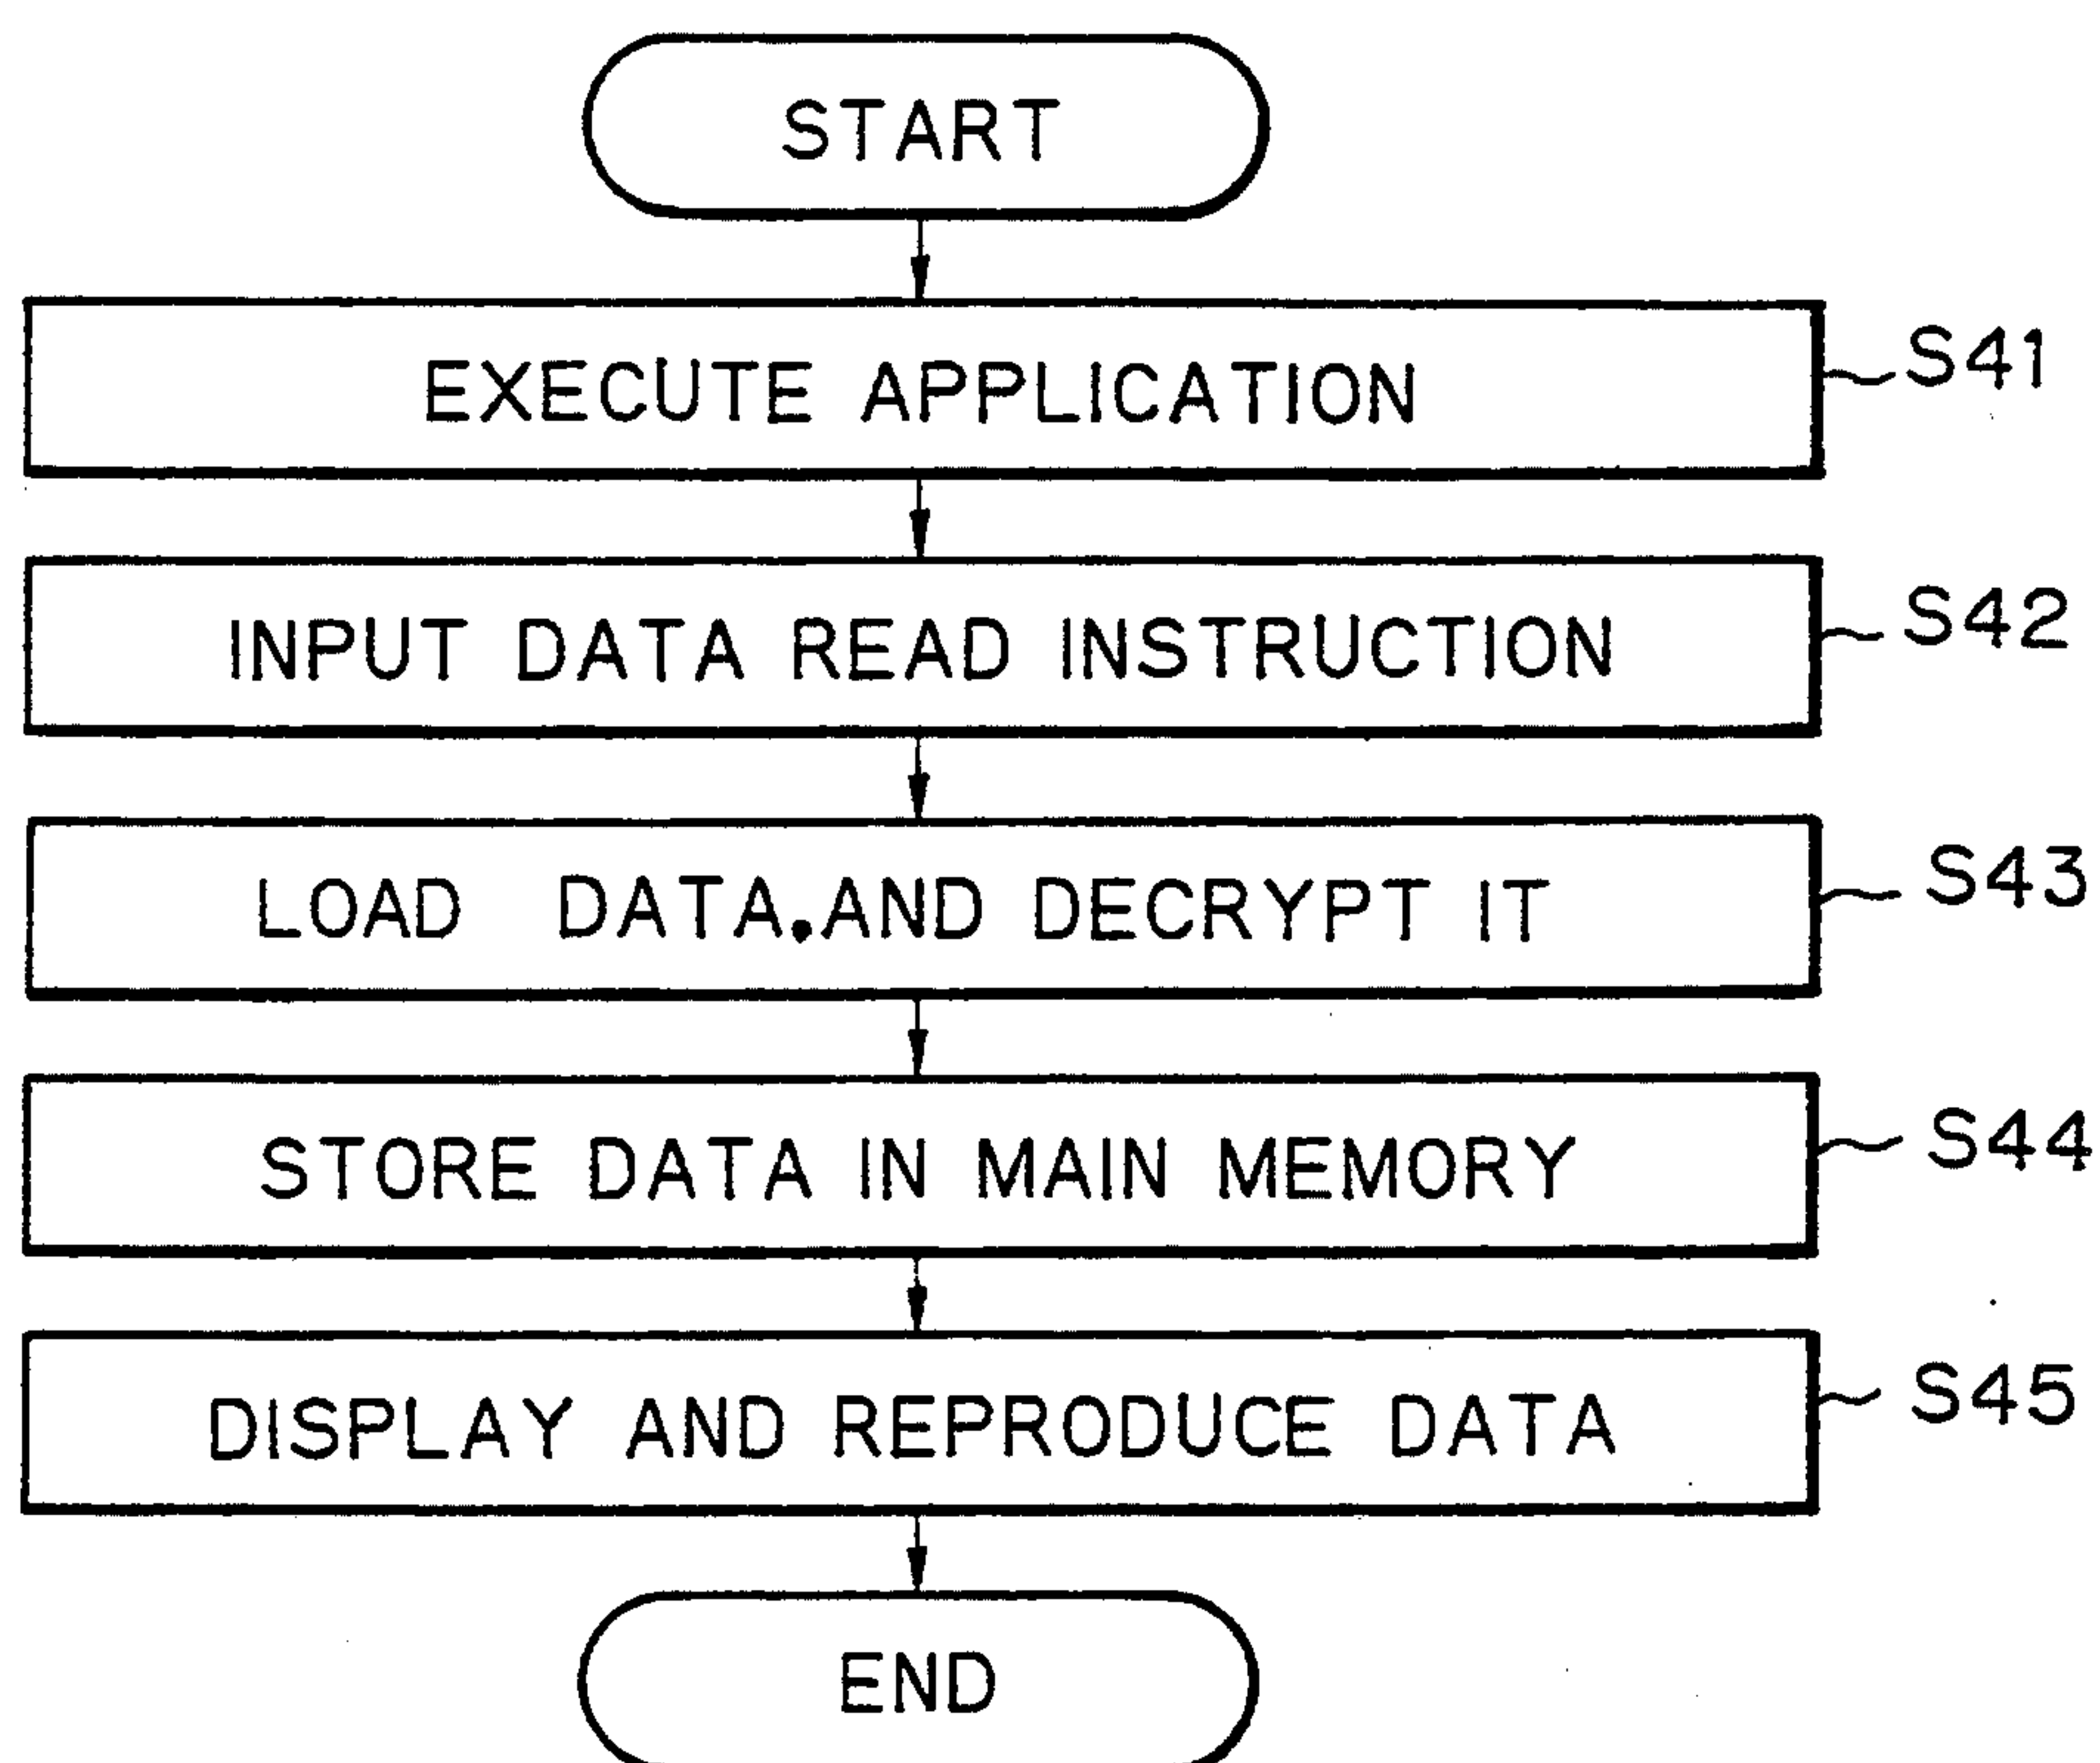 START
EXECUTE APPLICATION
S41
INPUT DATA READ INSTRUCTION
S42
LOAD DATA.AND DECRYPT IT
S43
STORE DATA IN MAIN MEMORY
S44
DISPLAY AND REPRODUCE DATA
S45
END